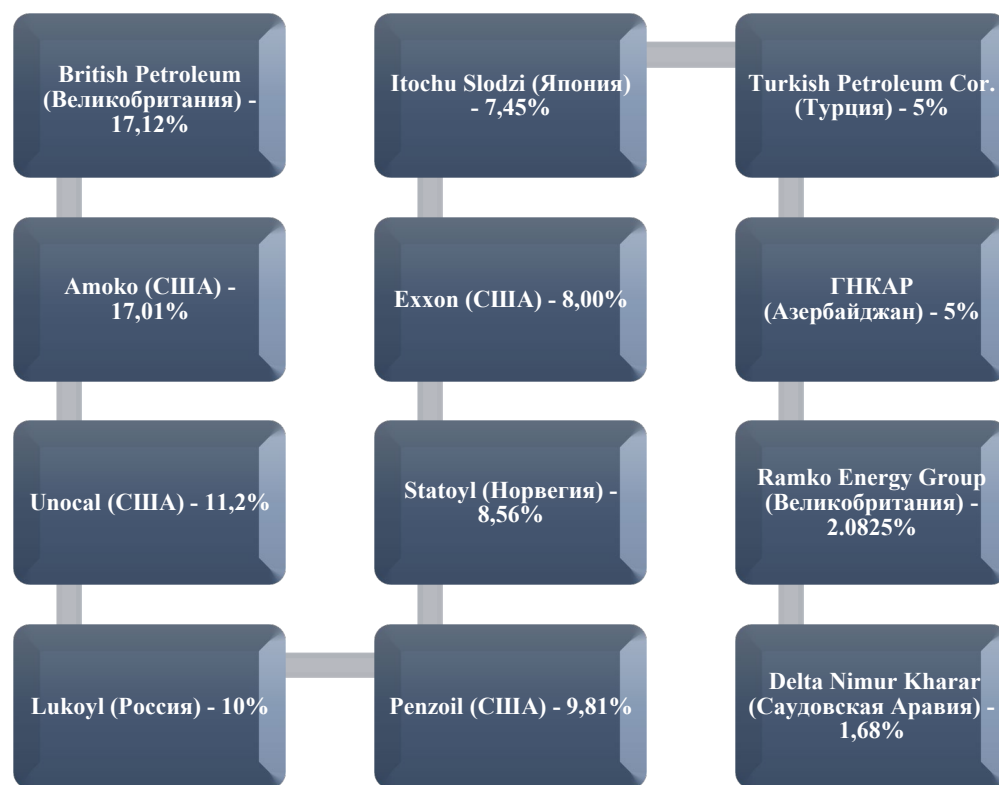 British Petroleum
(Великобритания) -
17,12%
Amoko (США) -
17,01%
Unocal (США) - 11,2%
Lukoyl (Россия) - 10%
Penzoil (США) - 9,81%
Statoyl (Норвегия) -
8,56%
Exxon (США) - 8,00%
Itochu Slodzi (Япония)
- 7,45%
Turkish Petroleum Cor.
(Турция) - 5%
ГНКАР
(Азербайджан) - 5%
Ramko Energy Group
(Великобритания) -
2.0825%
Delta Nimur Kharar
(Саудовская Аравия) -
1,68%